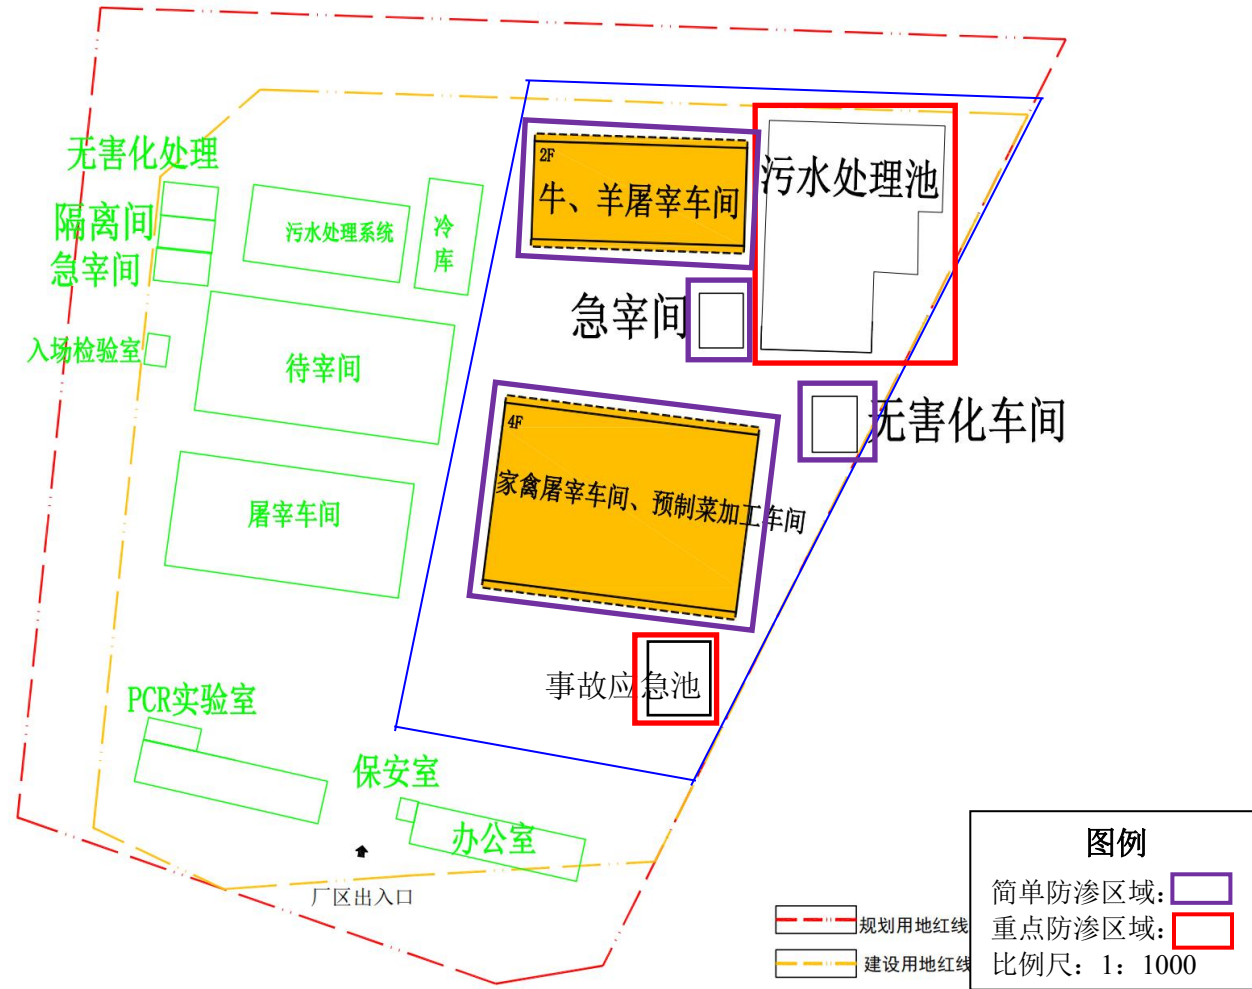 无害化处理
隔离间
急宰间
入场检验室
污水处理系统
冷
库
待宰间
屠宰车间
2F
牛、羊屠宰车间
污水处理池
急宰间
无害化车间
4F
家禽屠宰车间、预制菜加工车间
事故应急池
PCR实验室
保安室
办公室
厂区出入口
规划用地红线
建设用地红线
图例
简单防渗区域:
重点防渗区域:
比例尺: 1: 1000